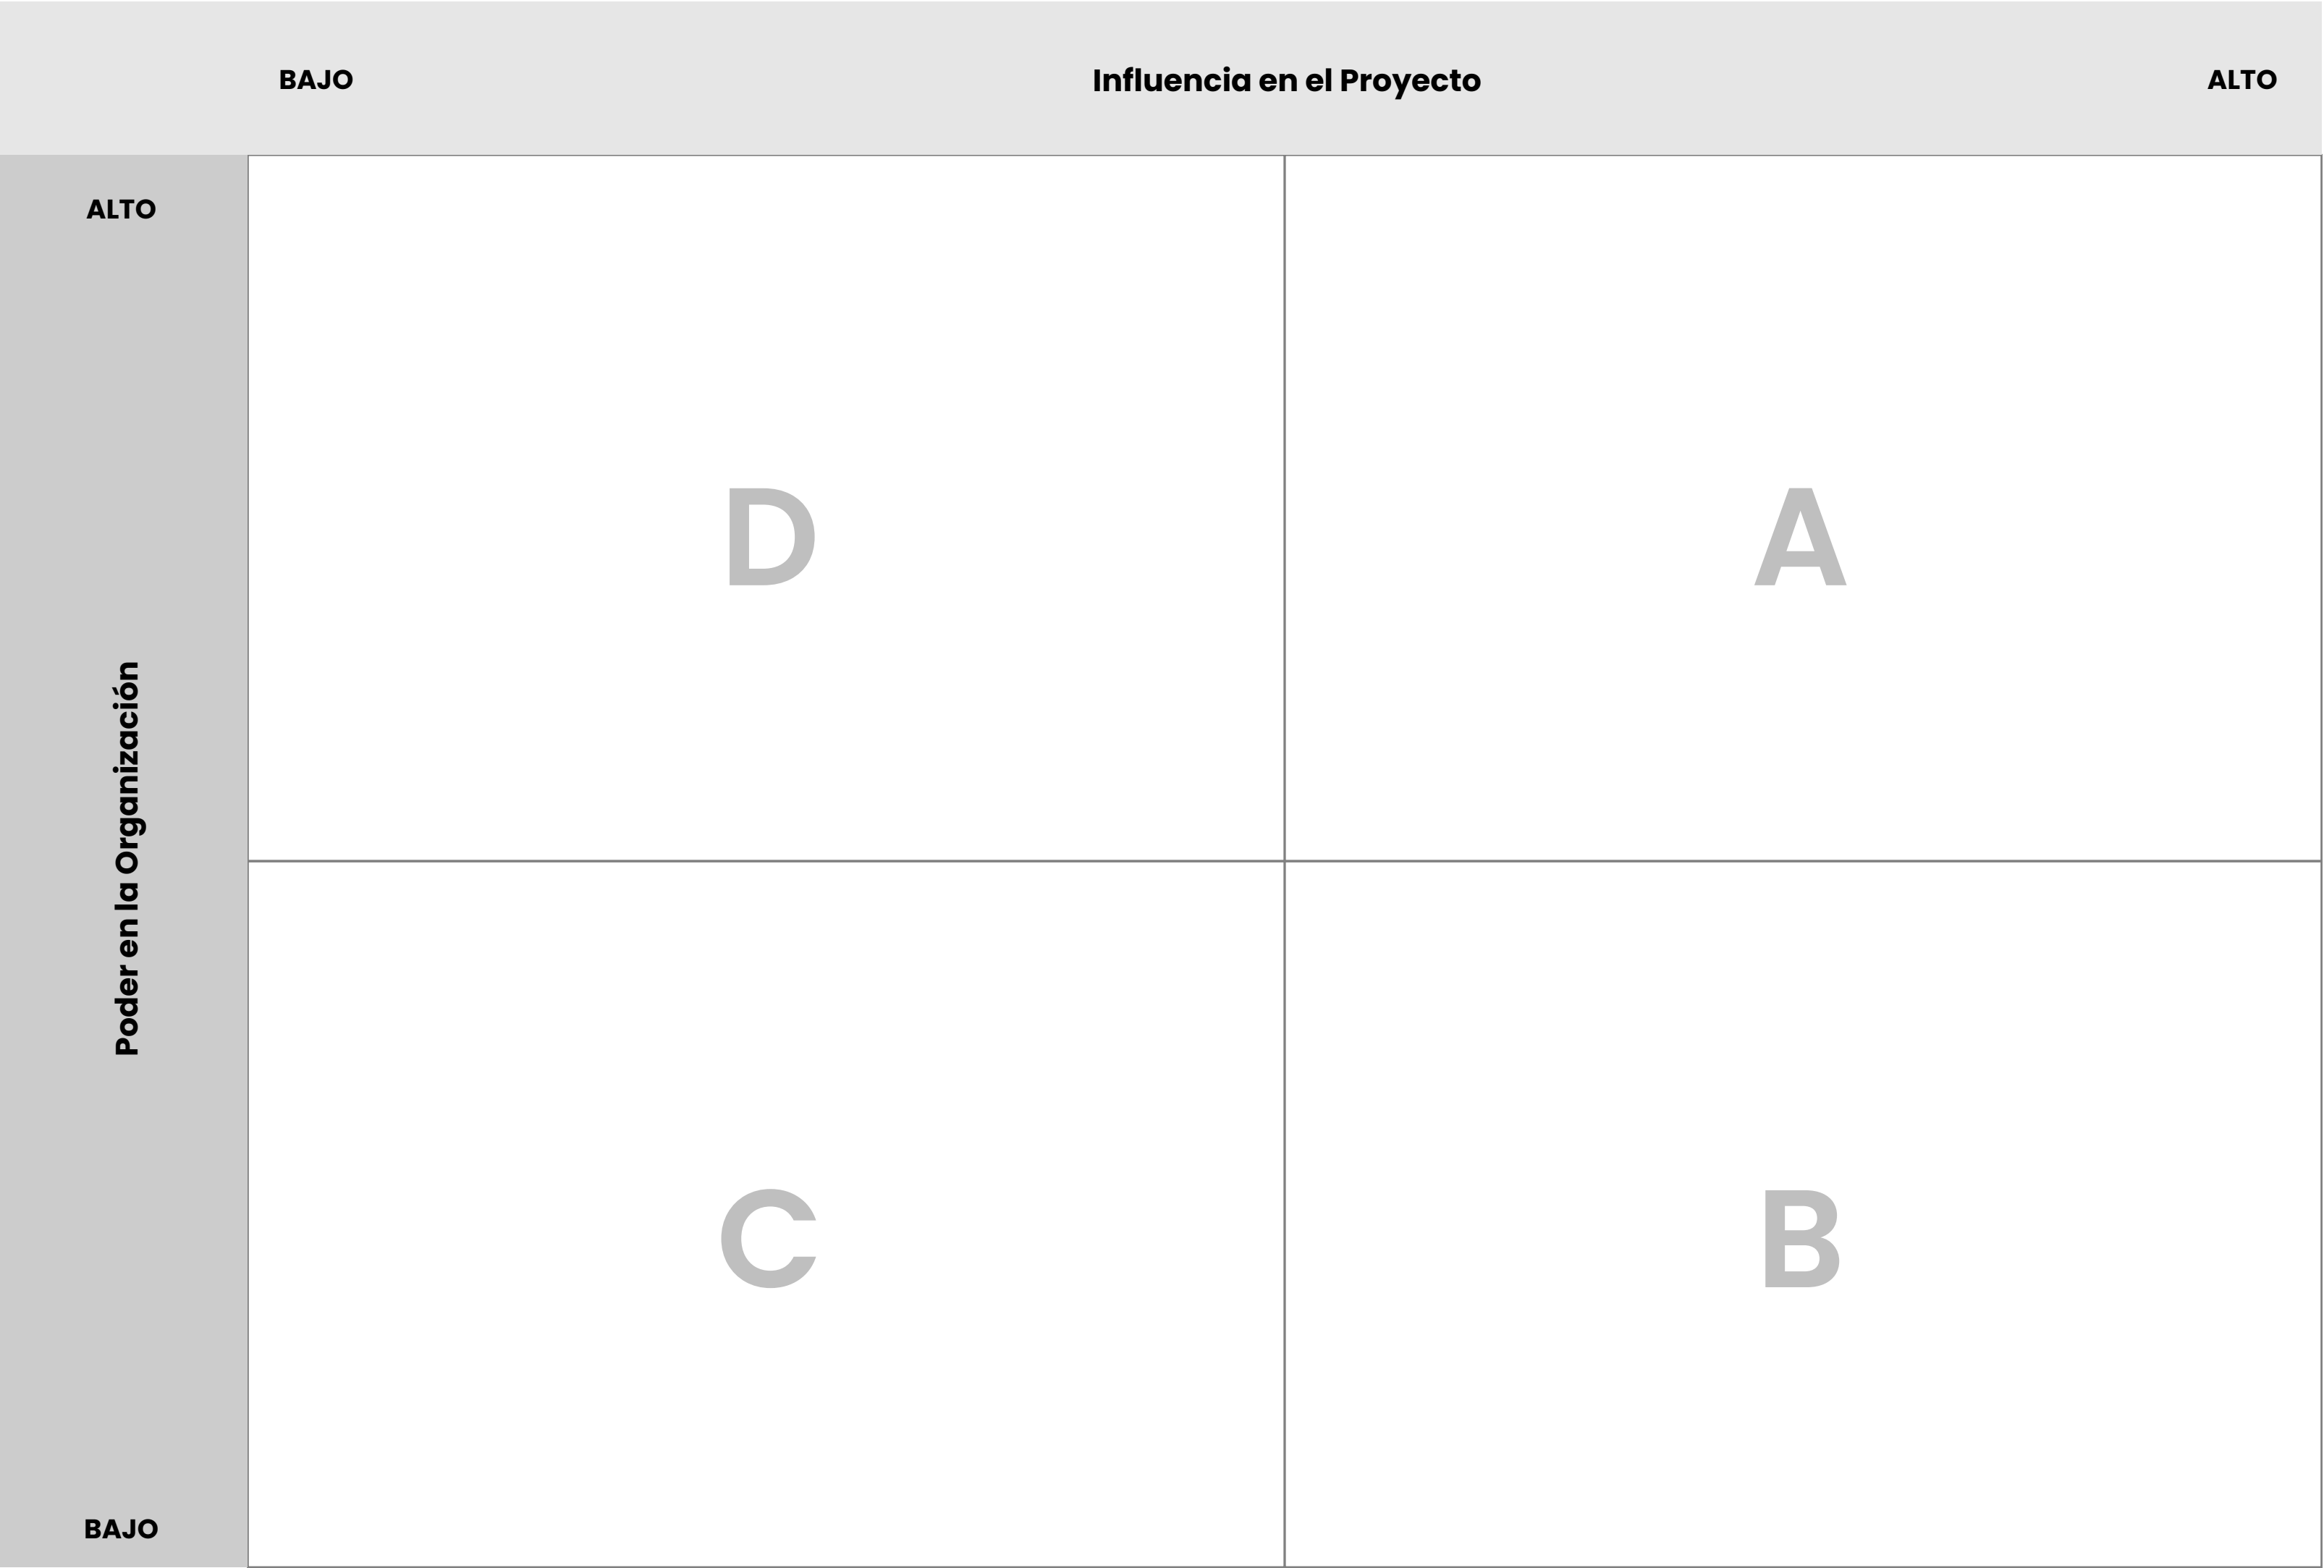 BAJO
Influencia en el Proyecto
ALTO
ALTO
Poder en la Organización
BAJO
D
A
C
B